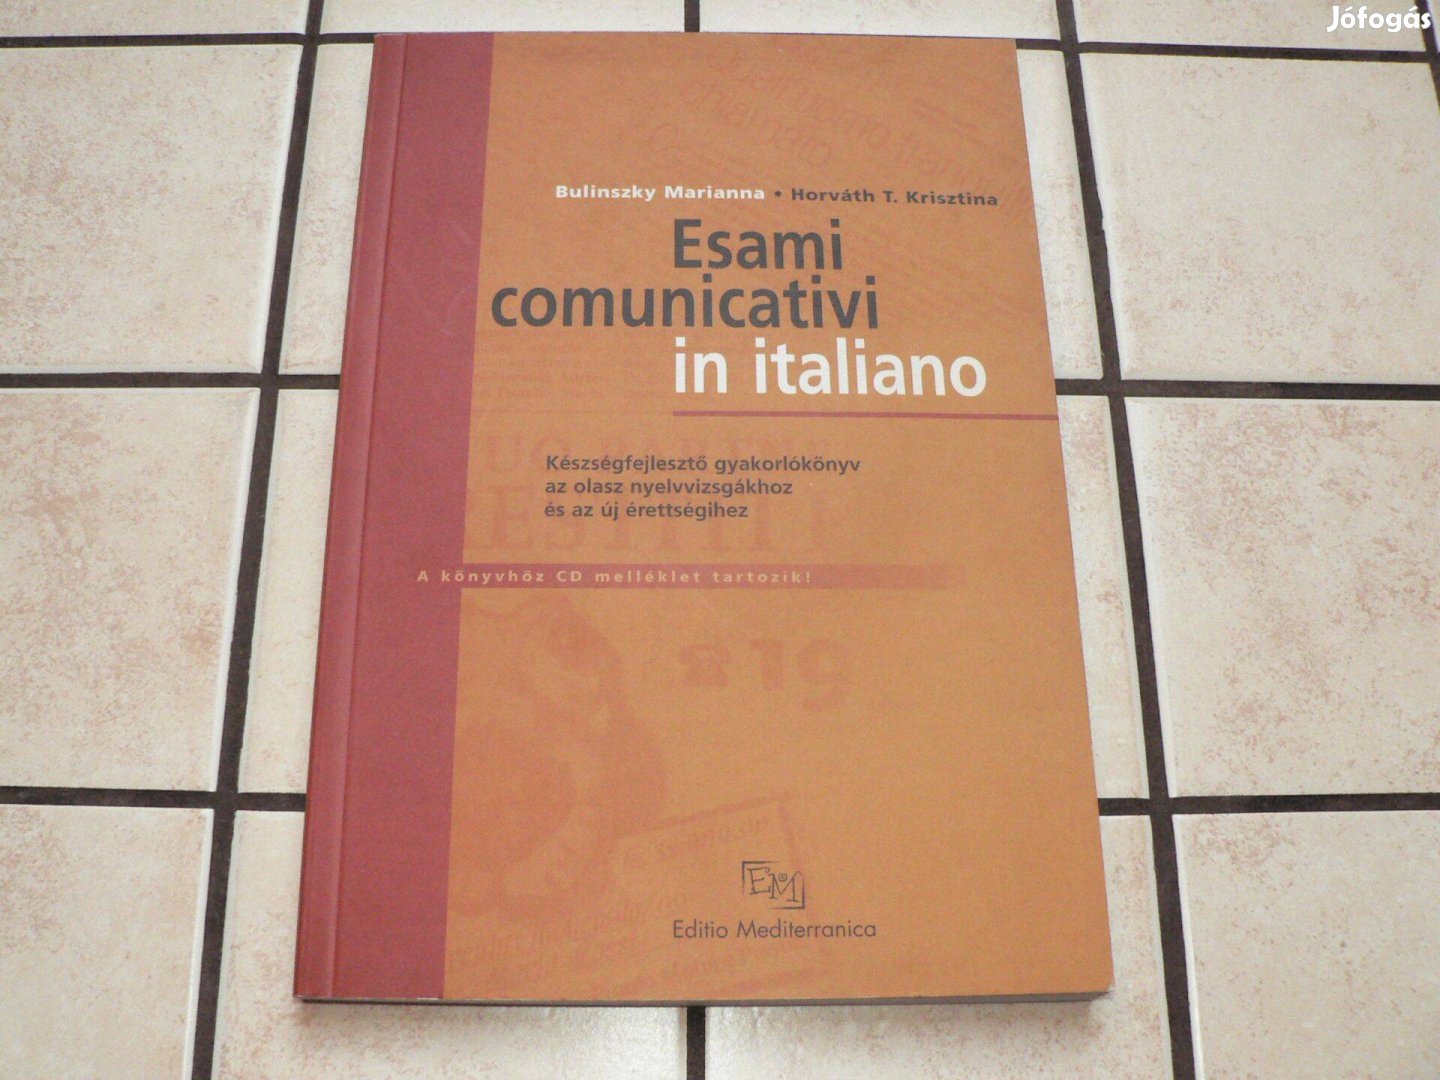 Jófogás
Bulinszky Marianna • Horváth T. Krisztina
Esami
comunicativi
in italiano
Készségfejlesztő gyakorlókönyv
az olasz nyelvvizsgákhoz
és az új érettségihez
A könyvhöz CD melléklet tartozik!
EM
Editio Mediterranica